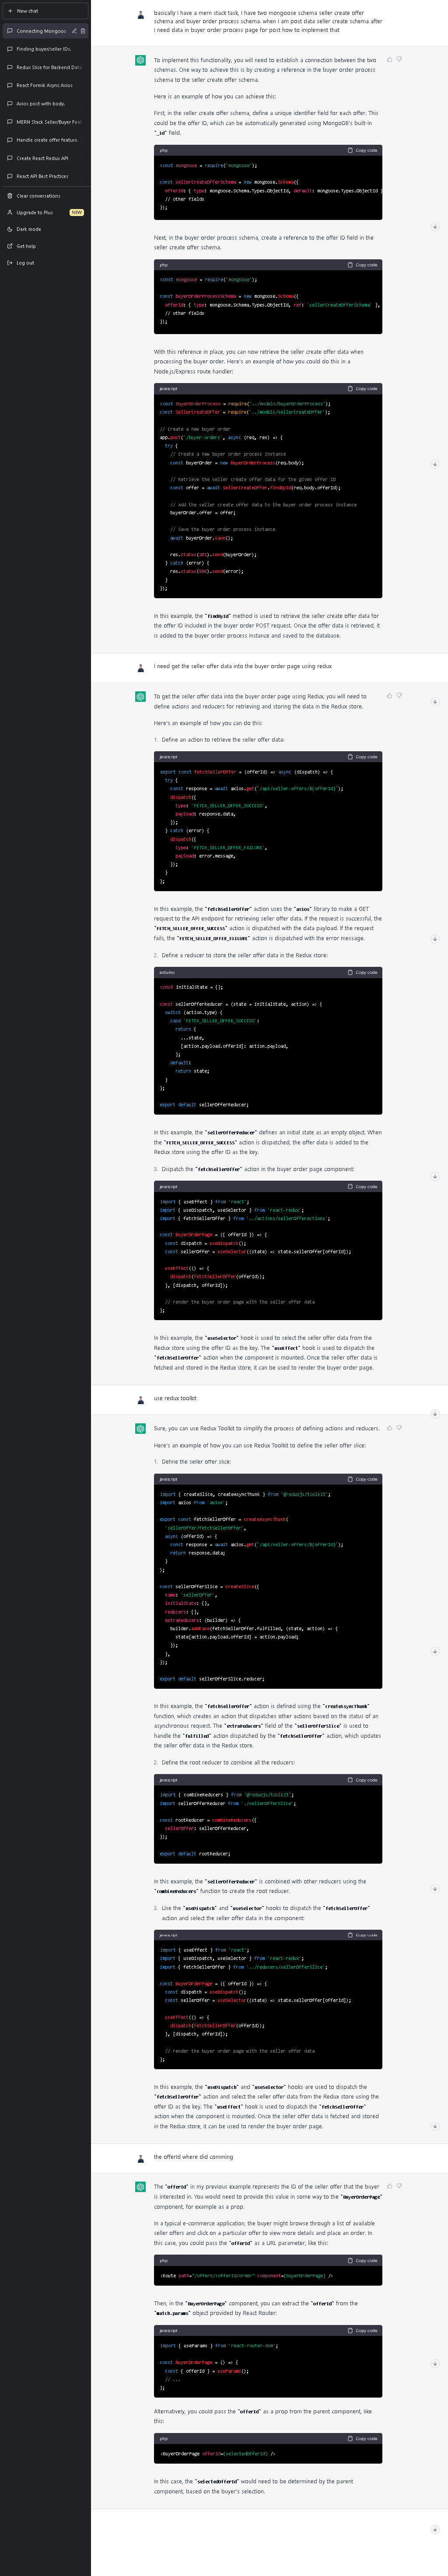 New chat
Connecting Mongoos
Finding buyer/seller IDs.
Redux Slice for Backend Data
React Formik Async Axios
Axios post with body.
MERN Stack Seller/Buyer Feat
Handle create offer feature.
Create React Redux API
React API Best Practices
Clear conversations
Upgrade to Plus NEW
Dark mode
Get help
Log out
basically I have a mern stack task, I have two mongoose schema seller create offer
schema and buyer order process schema. when I am post data seller create schema after
I need data in buyer order process page for post how to implement that
To implement this functionality, you will need to establish a connection between the two
schemas. One way to achieve this is by creating a reference in the buyer order process
schema to the seller create offer schema.
Here is an example of how you can achieve this:
First, in the seller create offer schema, define a unique identifier field for each offer. This
could be the offer ID, which can be automatically generated using MongoDB's built-in
"_id" field.
php Copy code
const mongoose = require('mongoose');
const sellerCreateOfferSchema = new mongoose.Schema({
offerId: { type: mongoose.Schema.Types.ObjectId, default: mongoose.Types.ObjectId }
// other fields
});
Next, in the buyer order process schema, create a reference to the offer ID field in the
seller create offer schema.
php Copy code
const mongoose = require('mongoose');
const buyerOrderProcessSchema = new mongoose.Schema({
offerId: { type: mongoose.Schema.Types.ObjectId, ref: 'sellerCreateOfferSchema' },
// other fields
});
With this reference in place, you can now retrieve the seller create offer data when
processing the buyer order. Here's an example of how you could do this in a
Node.js/Express route handler:
javascript Copy code
const BuyerOrderProcess = require('../models/buyerOrderProcess');
const SellerCreateOffer = require('../models/sellerCreateOffer');
// Create a new buyer order
app.post('/buyer-orders', async (req, res) => {
try {
// Create a new buyer order process instance
const buyerOrder = new BuyerOrderProcess(req.body);
// Retrieve the seller create offer data for the given offer ID
const offer = await SellerCreateOffer.findById(req.body.offerId);
// Add the seller create offer data to the buyer order process instance
buyerOrder.offer = offer;
// Save the buyer order process instance
await buyerOrder.save();
res.status(201).send(buyerOrder);
} catch (error) {
res.status(500).send(error);
}
});
In this example, the "findById" method is used to retrieve the seller create offer data for
the offer ID included in the buyer order POST request. Once the offer data is retrieved, it
is added to the buyer order process instance and saved to the database.
I need get the seller offer data into the buyer order page using redux
To get the seller offer data into the buyer order page using Redux, you will need to
define actions and reducers for retrieving and storing the data in the Redux store.
Here's an example of how you can do this:
1. Define an action to retrieve the seller offer data:
javascript Copy code
export const fetchSellerOffer = (offerId) => async (dispatch) => {
try {
const response = await axios.get(`/api/seller-offers/${offerId}`);
dispatch({
type: 'FETCH_SELLER_OFFER_SUCCESS',
payload: response.data,
});
} catch (error) {
dispatch({
type: 'FETCH_SELLER_OFFER_FAILURE',
payload: error.message,
});
}
};
In this example, the "fetchSellerOffer" action uses the "axios" library to make a GET
request to the API endpoint for retrieving seller offer data. If the request is successful, the
"FETCH_SELLER_OFFER_SUCCESS" action is dispatched with the data payload. If the request
fails, the "FETCH_SELLER_OFFER_FAILURE" action is dispatched with the error message.
2. Define a reducer to store the seller offer data in the Redux store:
arduino Copy code
const initialState = {};
const sellerOfferReducer = (state = initialState, action) => {
switch (action.type) {
case 'FETCH_SELLER_OFFER_SUCCESS':
return {
...state,
[action.payload.offerId]: action.payload,
};
default:
return state;
}
};
export default sellerOfferReducer;
In this example, the "sellerOfferReducer" defines an initial state as an empty object. When
the "FETCH_SELLER_OFFER_SUCCESS" action is dispatched, the offer data is added to the
Redux store using the offer ID as the key.
3. Dispatch the "fetchSellerOffer" action in the buyer order page component:
javascript Copy code
import { useEffect } from 'react';
import { useDispatch, useSelector } from 'react-redux';
import { fetchSellerOffer } from '../actions/sellerOfferActions';
const BuyerOrderPage = ({ offerId }) => {
const dispatch = useDispatch();
const sellerOffer = useSelector((state) => state.sellerOffer[offerId]);
useEffect(() => {
dispatch(fetchSellerOffer(offerId));
}, [dispatch, offerId]);
// render the buyer order page with the seller offer data
};
In this example, the "useSelector" hook is used to select the seller offer data from the
Redux store using the offer ID as the key. The "useEffect" hook is used to dispatch the
"fetchSellerOffer" action when the component is mounted. Once the seller offer data is
fetched and stored in the Redux store, it can be used to render the buyer order page.
use redux toolkit
Sure, you can use Redux Toolkit to simplify the process of defining actions and reducers.
Here's an example of how you can use Redux Toolkit to define the seller offer slice:
1. Define the seller offer slice:
javascript Copy code
import { createSlice, createAsyncThunk } from '@reduxjs/toolkit';
import axios from 'axios';
export const fetchSellerOffer = createAsyncThunk(
'sellerOffer/fetchSellerOffer',
async (offerId) => {
const response = await axios.get(`/api/seller-offers/${offerId}`);
return response.data;
}
);
const sellerOfferSlice = createSlice({
name: 'sellerOffer',
initialState: {},
reducers: {},
extraReducers: (builder) => {
builder.addCase(fetchSellerOffer.fulfilled, (state, action) => {
state[action.payload.offerId] = action.payload;
});
},
});
export default sellerOfferSlice.reducer;
In this example, the "fetchSellerOffer" action is defined using the "createAsyncThunk"
function, which creates an action that dispatches other actions based on the status of an
asynchronous request. The "extraReducers" field of the "sellerOfferSlice" is used to
handle the "fulfilled" action dispatched by the "fetchSellerOffer" action, which updates
the seller offer data in the Redux store.
2. Define the root reducer to combine all the reducers:
javascript Copy code
import { combineReducers } from '@reduxjs/toolkit';
import sellerOfferReducer from './sellerOfferSlice';
const rootReducer = combineReducers({
sellerOffer: sellerOfferReducer,
});
export default rootReducer;
In this example, the "sellerOfferReducer" is combined with other reducers using the
"combineReducers" function to create the root reducer.
3. Use the "useDispatch" and "useSelector" hooks to dispatch the "fetchSellerOffer"
action and select the seller offer data in the component:
javascript Copy code
import { useEffect } from 'react';
import { useDispatch, useSelector } from 'react-redux';
import { fetchSellerOffer } from '../reducers/sellerOfferSlice';
const BuyerOrderPage = ({ offerId }) => {
const dispatch = useDispatch();
const sellerOffer = useSelector((state) => state.sellerOffer[offerId]);
useEffect(() => {
dispatch(fetchSellerOffer(offerId));
}, [dispatch, offerId]);
// render the buyer order page with the seller offer data
};
In this example, the "useDispatch" and "useSelector" hooks are used to dispatch the
"fetchSellerOffer" action and select the seller offer data from the Redux store using the
offer ID as the key. The "useEffect" hook is used to dispatch the "fetchSellerOffer"
action when the component is mounted. Once the seller offer data is fetched and stored
in the Redux store, it can be used to render the buyer order page.
the offerId where did comming
The "offerId" in my previous example represents the ID of the seller offer that the buyer
is interested in. You would need to provide this value in some way to the "BuyerOrderPage"
component, for example as a prop.
In a typical e-commerce application, the buyer might browse through a list of available
seller offers and click on a particular offer to view more details and place an order. In
this case, you could pass the "offerId" as a URL parameter, like this:
php Copy code
<Route path="/offers/:offerId/order" component={BuyerOrderPage} />
Then, in the "BuyerOrderPage" component, you can extract the "offerId" from the
"match.params" object provided by React Router:
javascript Copy code
import { useParams } from 'react-router-dom';
const BuyerOrderPage = () => {
const { offerId } = useParams();
// ...
};
Alternatively, you could pass the "offerId" as a prop from the parent component, like
this:
php Copy code
<BuyerOrderPage offerId={selectedOfferId} />
In this case, the "selectedOfferId" would need to be determined by the parent
component, based on the buyer's selection.